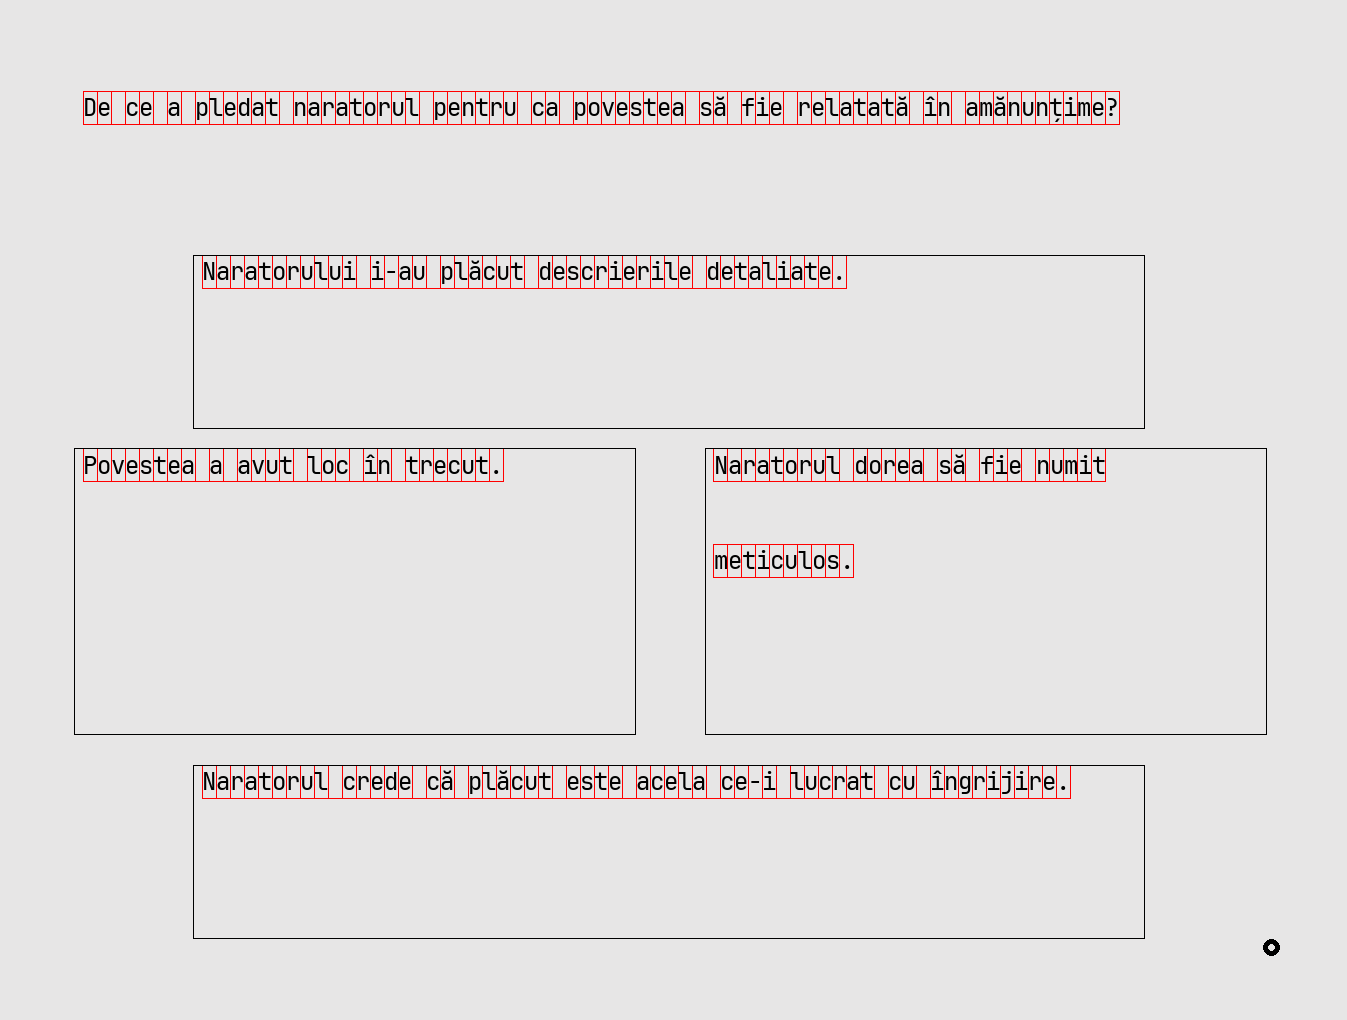 De ce a pledat naratorul pentru ca povestea să fie relatată în amănunțime?
Naratorului i-au plăcut descrierile detaliate.
Povestea a avut loc în trecut.
Naratorul dorea să fie numit
meticulos.
Naratorul crede că plăcut este acela ce-i lucrat cu îngrijire.